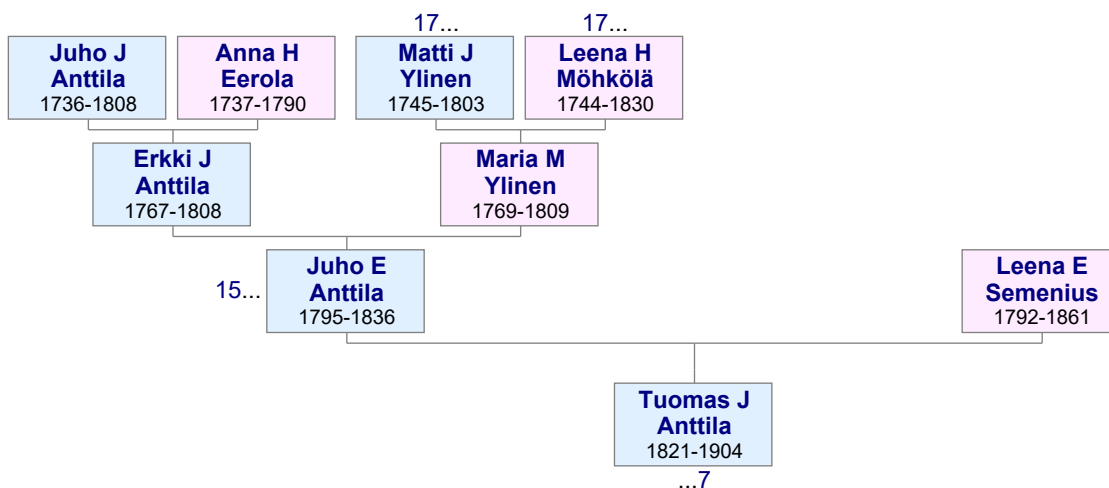 17...
17...
Juho J
Anttila
1736-1808
Anna H
Eerola
1737-1790
Matti J
Ylinen
1745-1803
Leena H
Möhkölä
1744-1830
Erkki J
Anttila
1767-1808
Maria M
Ylinen
1769-1809
15...
Juho E
Anttila
1795-1836
Leena E
Semenius
1792-1861
Tuomas J
Anttila
1821-1904
...7